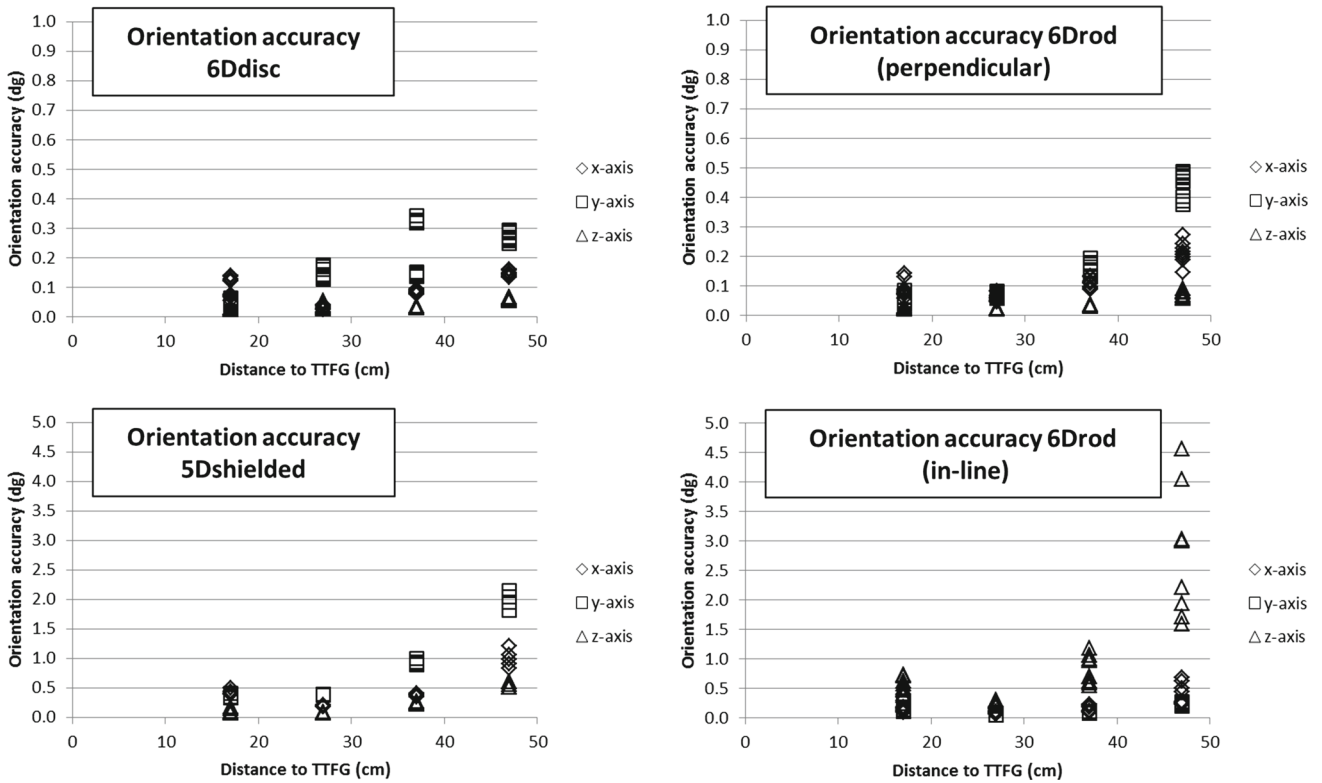 Orientation accuracy
6Ddisc
Orientation accuracy (dg)
1.0
0.9
0.8
0.7
0.6
0.5
0.4
0.3
0.2
0.1
0.0
0 10 20 30 40 50
Distance to TTFG (cm)
x-axis
y-axis
z-axis
Orientation accuracy 6Drod
(perpendicular)
Orientation accuracy (dg)
1.0
0.9
0.8
0.7
0.6
0.5
0.4
0.3
0.2
0.1
0.0
0 10 20 30 40 50
Distance to TTFG (cm)
x-axis
y-axis
z-axis
Orientation accuracy
5Dshielded
Orientation accuracy (dg)
5.0
4.5
4.0
3.5
3.0
2.5
2.0
1.5
1.0
0.5
0.0
0 10 20 30 40 50
Distance to TTFG (cm)
x-axis
y-axis
z-axis
Orientation accuracy 6Drod
(in-line)
Orientation accuracy (dg)
5.0
4.5
4.0
3.5
3.0
2.5
2.0
1.5
1.0
0.5
0.0
0 10 20 30 40 50
Distance to TTFG (cm)
x-axis
y-axis
z-axis